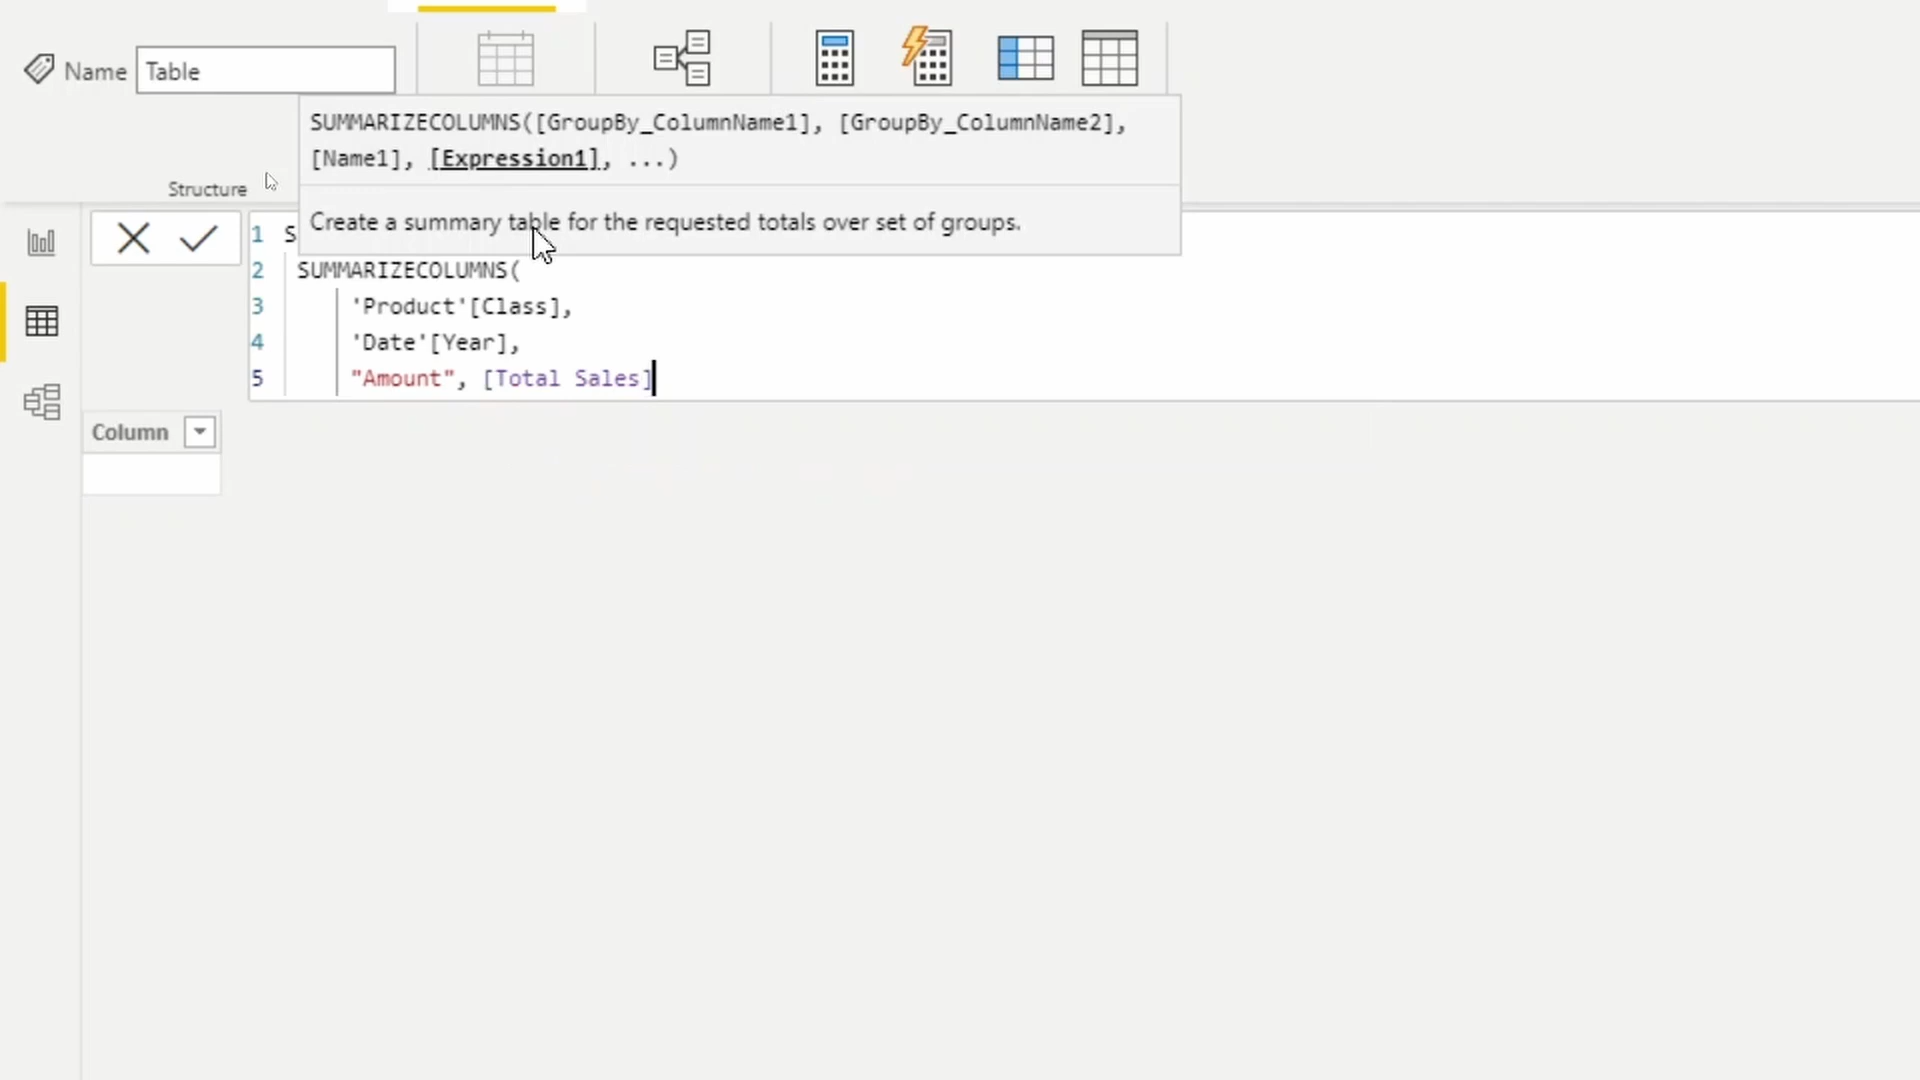 Name Table
SUMMARIZECOLUMNS([GroupBy_ColumnName1], [GroupBy_ColumnName2],
[Name1], [Expression1], ...)
Structure
Create a summary table for the requested totals over set of groups.
1 S
2 SUMMARIZECOLUMNS(
3 'Product'[Class],
4 'Date'[Year],
5 "Amount", [Total Sales]
Column